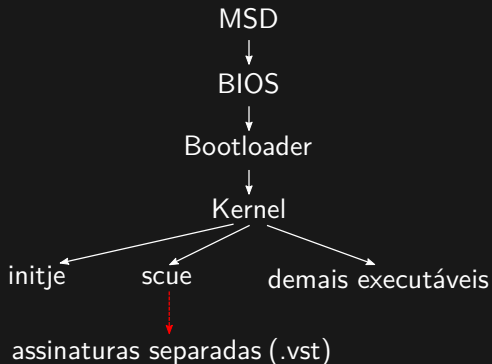 MSD
BIOS
Bootloader
Kernel
initje
scue
demais executáveis
assinaturas separadas (.vst)